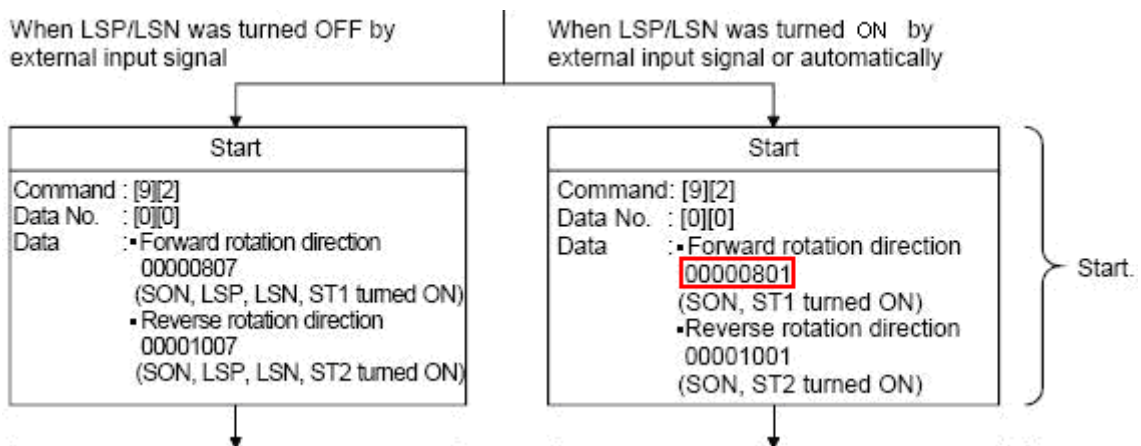 When LSP/LSN was turned OFF by
external input signal
When LSP/LSN was turned ON by
external input signal or automatically
Start
Command : [9][2]
Data No. : [0][0]
Data :▪Forward rotation direction
00000807
(SON, LSP, LSN, ST1 turned ON)
▪Reverse rotation direction
00001007
(SON, LSP, LSN, ST2 turned ON)
Start
Command: [9][2]
Data No. : [0][0]
Data :▪Forward rotation direction
00000801
(SON, ST1 turned ON)
▪Reverse rotation direction
00001001
(SON, ST2 turned ON)
Start.